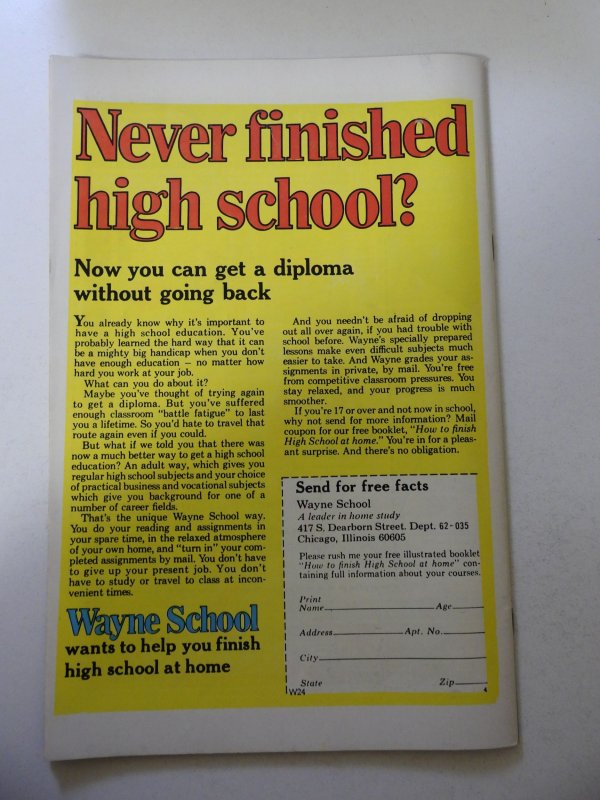 Never finished
high school?
Now you can get a diploma
without going back
You already know why it's important to
have a high school education. You've
probably learned the hard way that it can
be a mighty big handicap when you don't
have enough education — no matter how
hard you work at your job.
What can you do about it?
Maybe you've thought of trying again
to get a diploma. But you've suffered
enough classroom "battle fatigue" to last
you a lifetime. So you'd hate to travel that
route again even if you could.
But what if we told you that there was
now a much better way to get a high school
education? An adult way, which gives you
regular high school subjects and your choice
of practical business and vocational subjects
which give you background for one of a
number of career fields.
That's the unique Wayne School way.
You do your reading and assignments in
your spare time, in the relaxed atmosphere
of your own home, and "turn in" your com-
pleted assignments by mail. You don't have
to give up your present job. You don't
have to study or travel to class at incon-
venient times.
Wayne School
wants to help you finish
high school at home
And you needn't be afraid of dropping
out all over again, if you had trouble with
school before. Wayne's specially prepared
lessons make even difficult subjects much
easier to take. And Wayne grades your as-
signments in private, by mail. You're free
from competitive classroom pressures. You
stay relaxed, and your progress is much
smoother.
If you're 17 or over and not now in school,
why not send for more information? Mail
coupon for our free booklet, "How to finish
High School at home." You're in for a pleas-
ant surprise. And there's no obligation.
Send for free facts
Wayne School
A leader in home study
417 S. Dearborn Street. Dept. 62-035
Chicago, Illinois 60605
Please rush me your free illustrated booklet
"How to finish High School at home" con-
taining full information about your courses.
Print
Name Age
Address Apt. No.
City
State Zip
W24 4